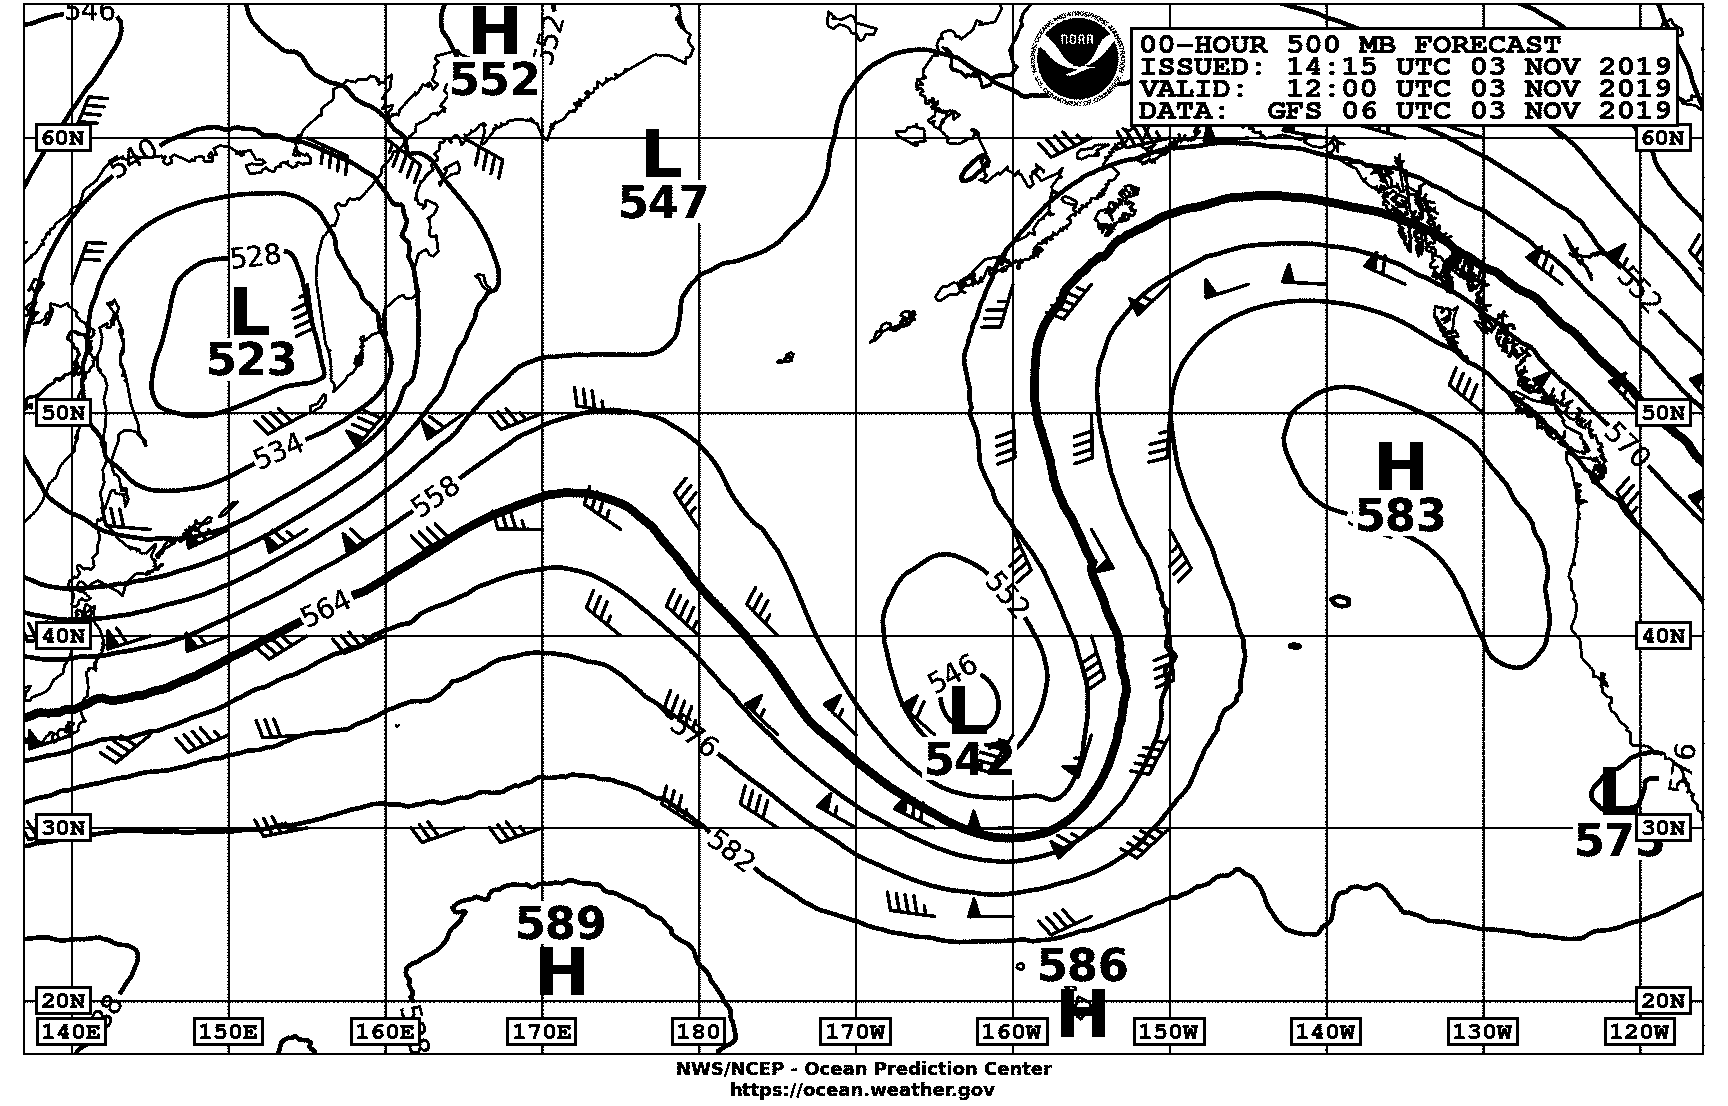 546
H
552
552
NOAA
00-HOUR 500 MB FORECAST
ISSUED: 14:15 UTC 03 NOV 2019
VALID: 12:00 UTC 03 NOV 2019
DATA: GFS 06 UTC 03 NOV 2019
60N
60N
540
L
547
528
L
523
552
50N
50N
534
558
570
H
583
564
552
40N
40N
546
L
542
576
576
L
575
30N
30N
582
589
H
586
H
20N
20N
140E 150E 160E 170E 180 170W 160W 150W 140W 130W 120W
NWS/NCEP - Ocean Prediction Center
https://ocean.weather.gov